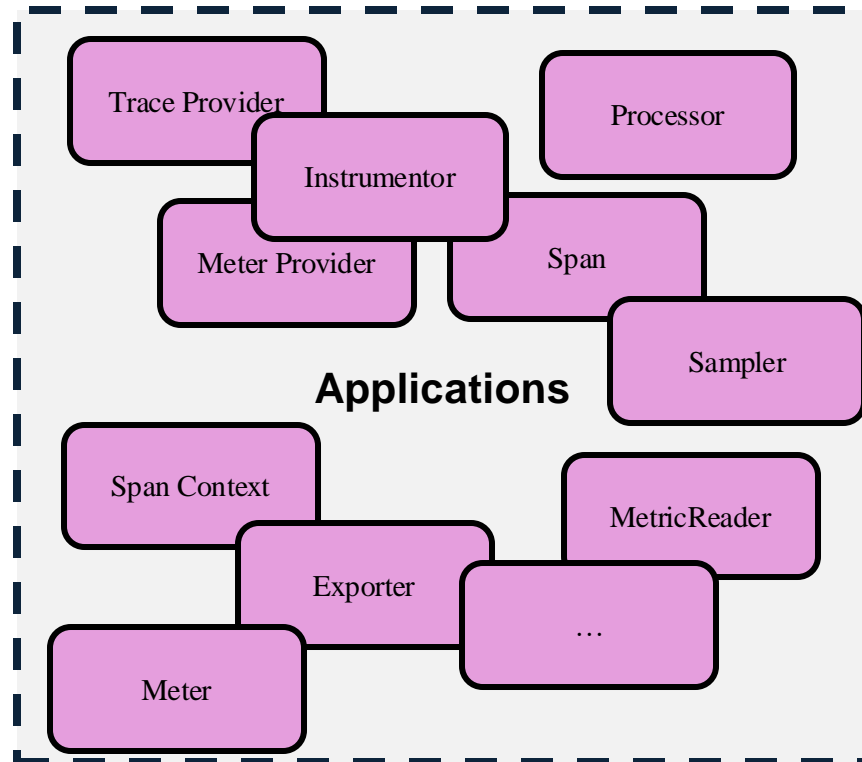 Trace Provider
Processor
Instrumentor
Meter Provider
Span
Sampler
Applications
Span Context
MetricReader
Exporter
…
Meter